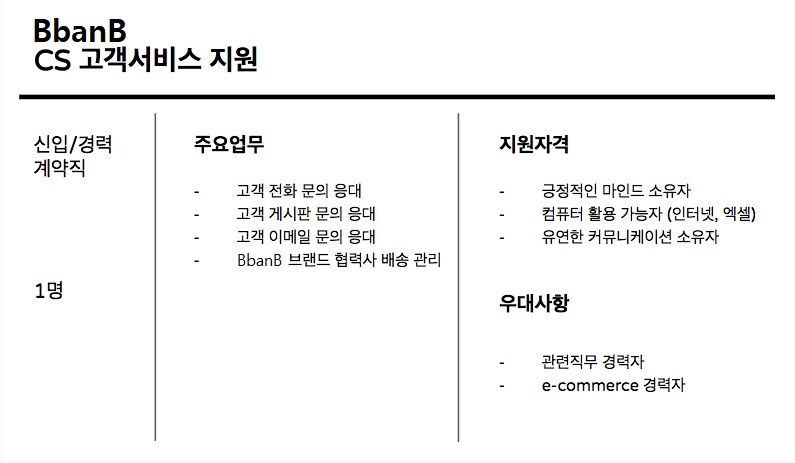 BbanB
CS 고객서비스 지원
신입/경력
계약직
1명
주요업무
- 고객 전화 문의 응대
- 고객 게시판 문의 응대
- 고객 이메일 문의 응대
- BbanB 브랜드 협력사 배송 관리
지원자격
- 긍정적인 마인드 소유자
- 컴퓨터 활용 가능자 (인터넷, 엑셀)
- 유연한 커뮤니케이션 소유자
우대사항
- 관련직무 경력자
- e-commerce 경력자